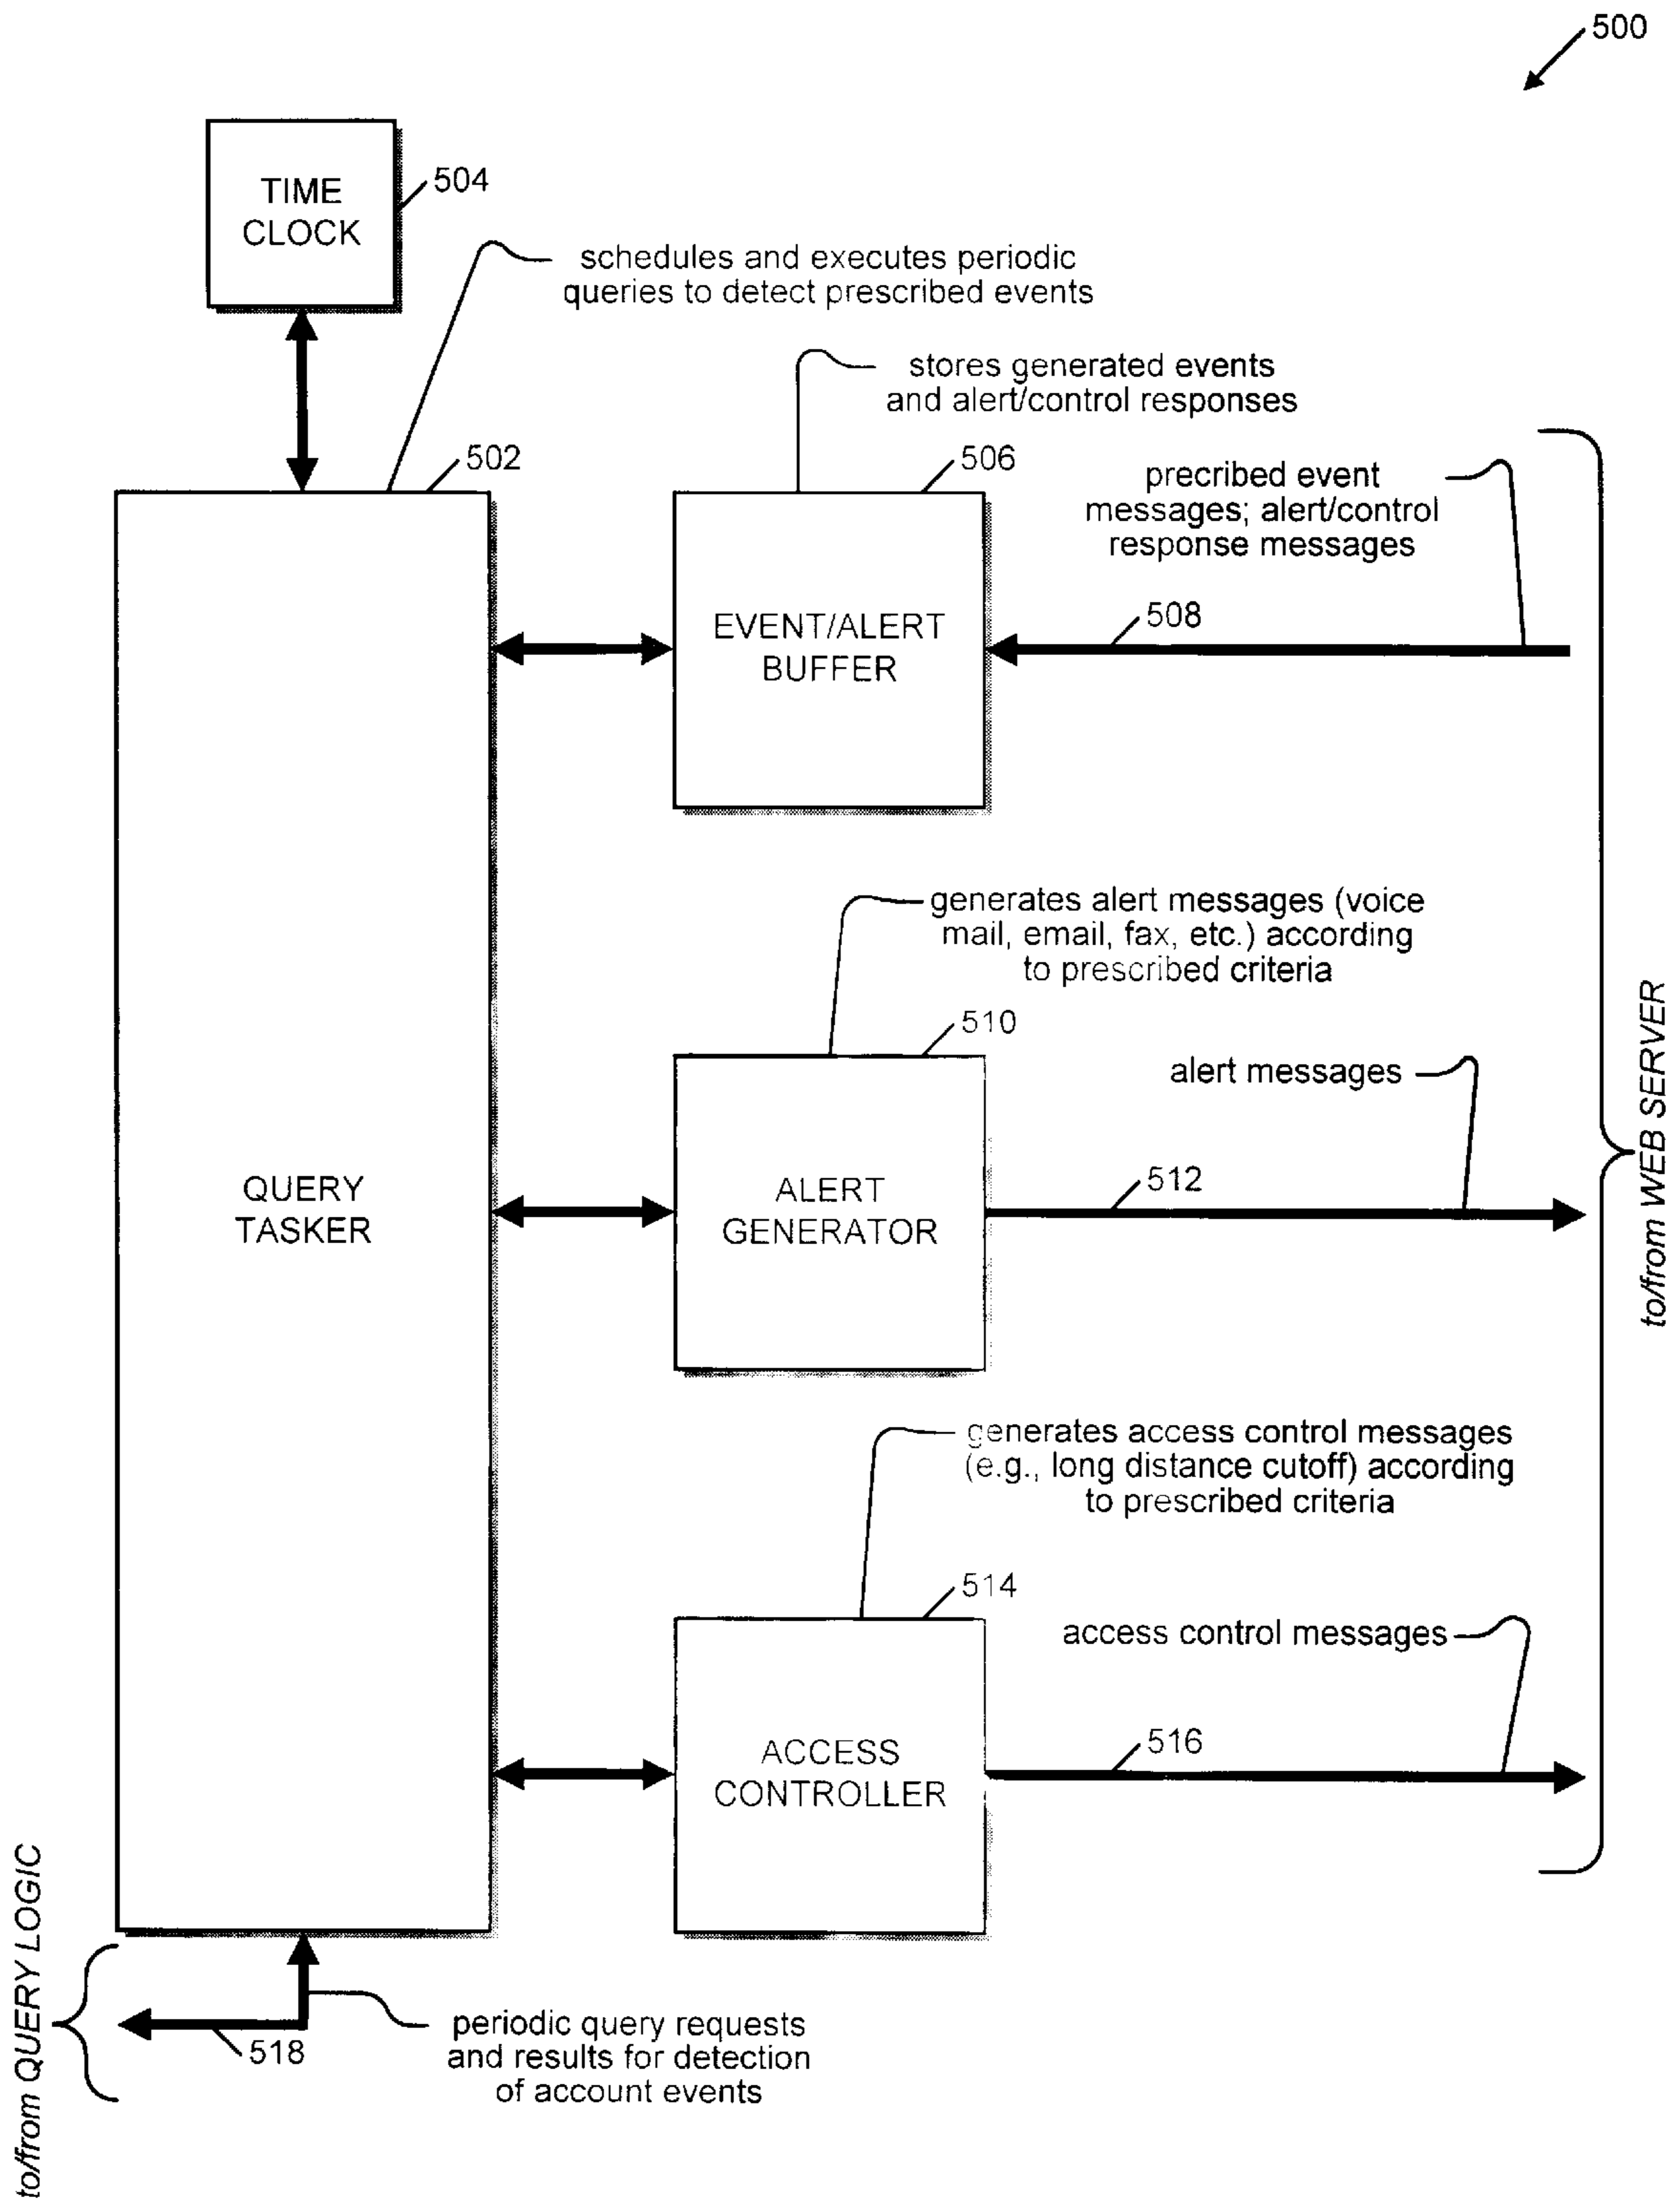 500
TIME
CLOCK
504
schedules and executes periodic
queries to detect prescribed events
stores generated events
and alert/control responses
502
506
precribed event
messages; alert/control
response messages
508
EVENT/ALERT
BUFFER
generates alert messages (voice
mail, email, fax, etc.) according
to prescribed criteria
510
alert messages
512
QUERY
TASKER
ALERT
GENERATOR
to/from WEB SERVER
generates access control messages
(e.g., long distance cutoff) according
to prescribed criteria
514
access control messages
516
ACCESS
CONTROLLER
to/from QUERY LOGIC
518
periodic query requests
and results for detection
of account events